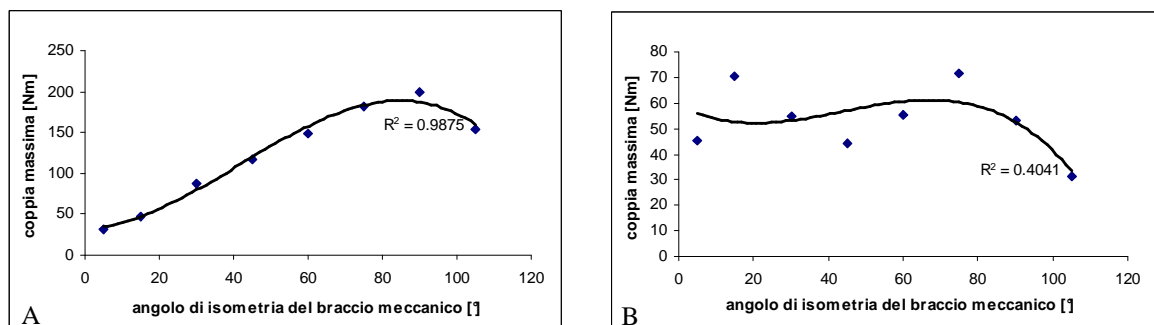 250
200
150
100
50
0
0 20 40 60 80 100 120
coppia massima [Nm]
R² = 0.9875
angolo di isometria del braccio meccanico [°]
A
80
70
60
50
40
30
20
10
0
0 20 40 60 80 100 120
coppia massima [Nm]
R² = 0.4041
angolo di isometria del braccio meccanico [°]
B